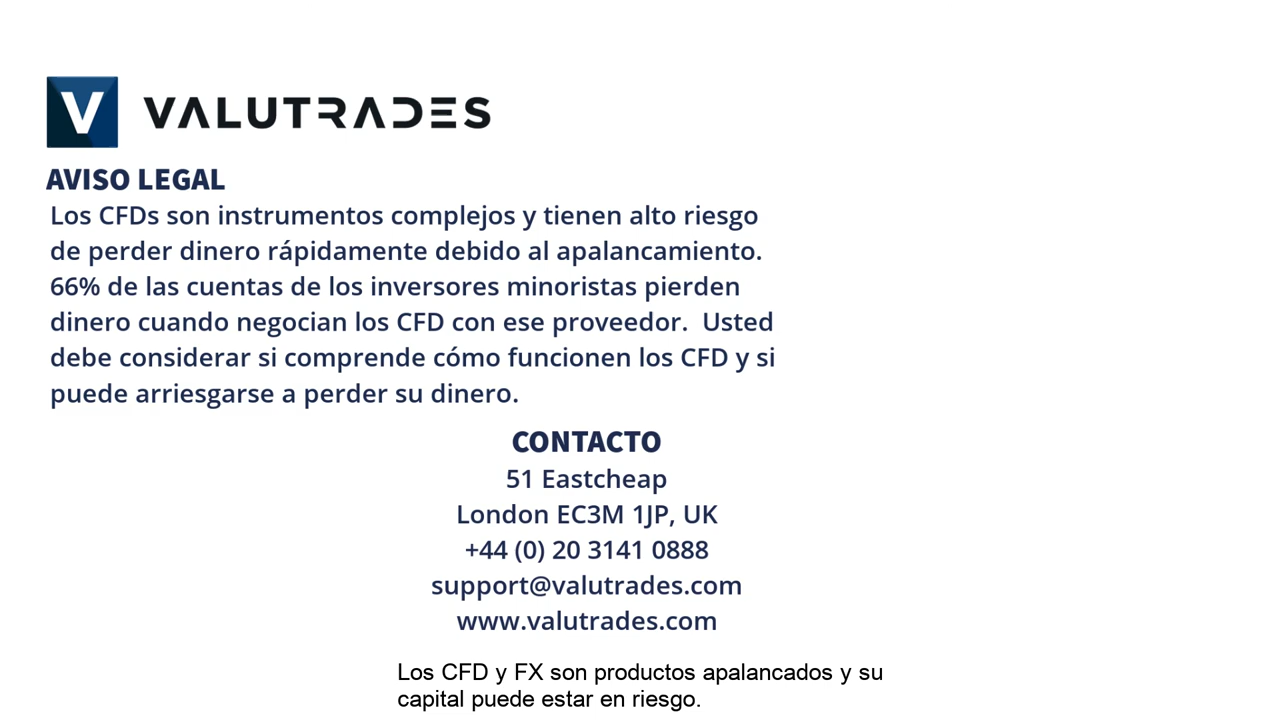 V VALUTRADES
AVISO LEGAL
Los CFDs son instrumentos complejos y tienen alto riesgo
de perder dinero rápidamente debido al apalancamiento.
66% de las cuentas de los inversores minoristas pierden
dinero cuando negocian los CFD con ese proveedor.  Usted
debe considerar si comprende cómo funcionen los CFD y si
puede arriesgarse a perder su dinero.
CONTACTO
51 Eastcheap
London EC3M 1JP, UK
+44 (0) 20 3141 0888
support@valutrades.com
www.valutrades.com
Los CFD y FX son productos apalancados y su
capital puede estar en riesgo.